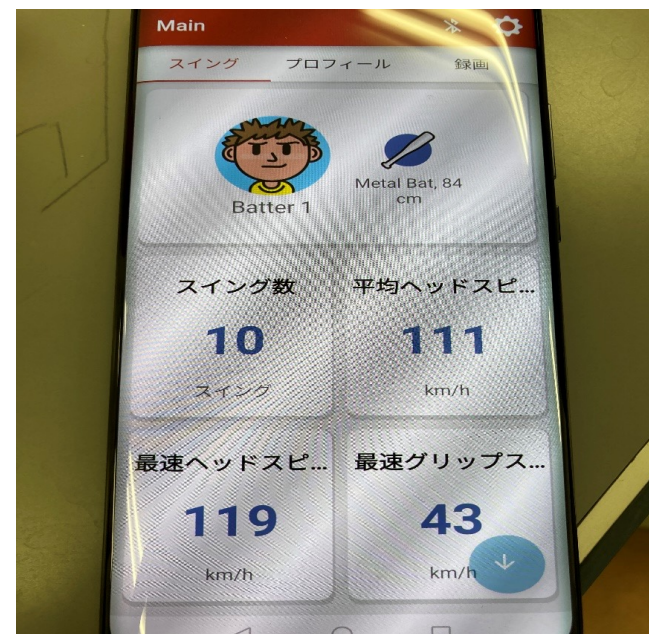 Main
スイング プロフィール 録画
Batter 1
Metal Bat, 84
cm
スイング数 平均ヘッドスピ...
10 111
スイング km/h
最速ヘッドスピ... 最速グリップス...
119 43
km/h km/h